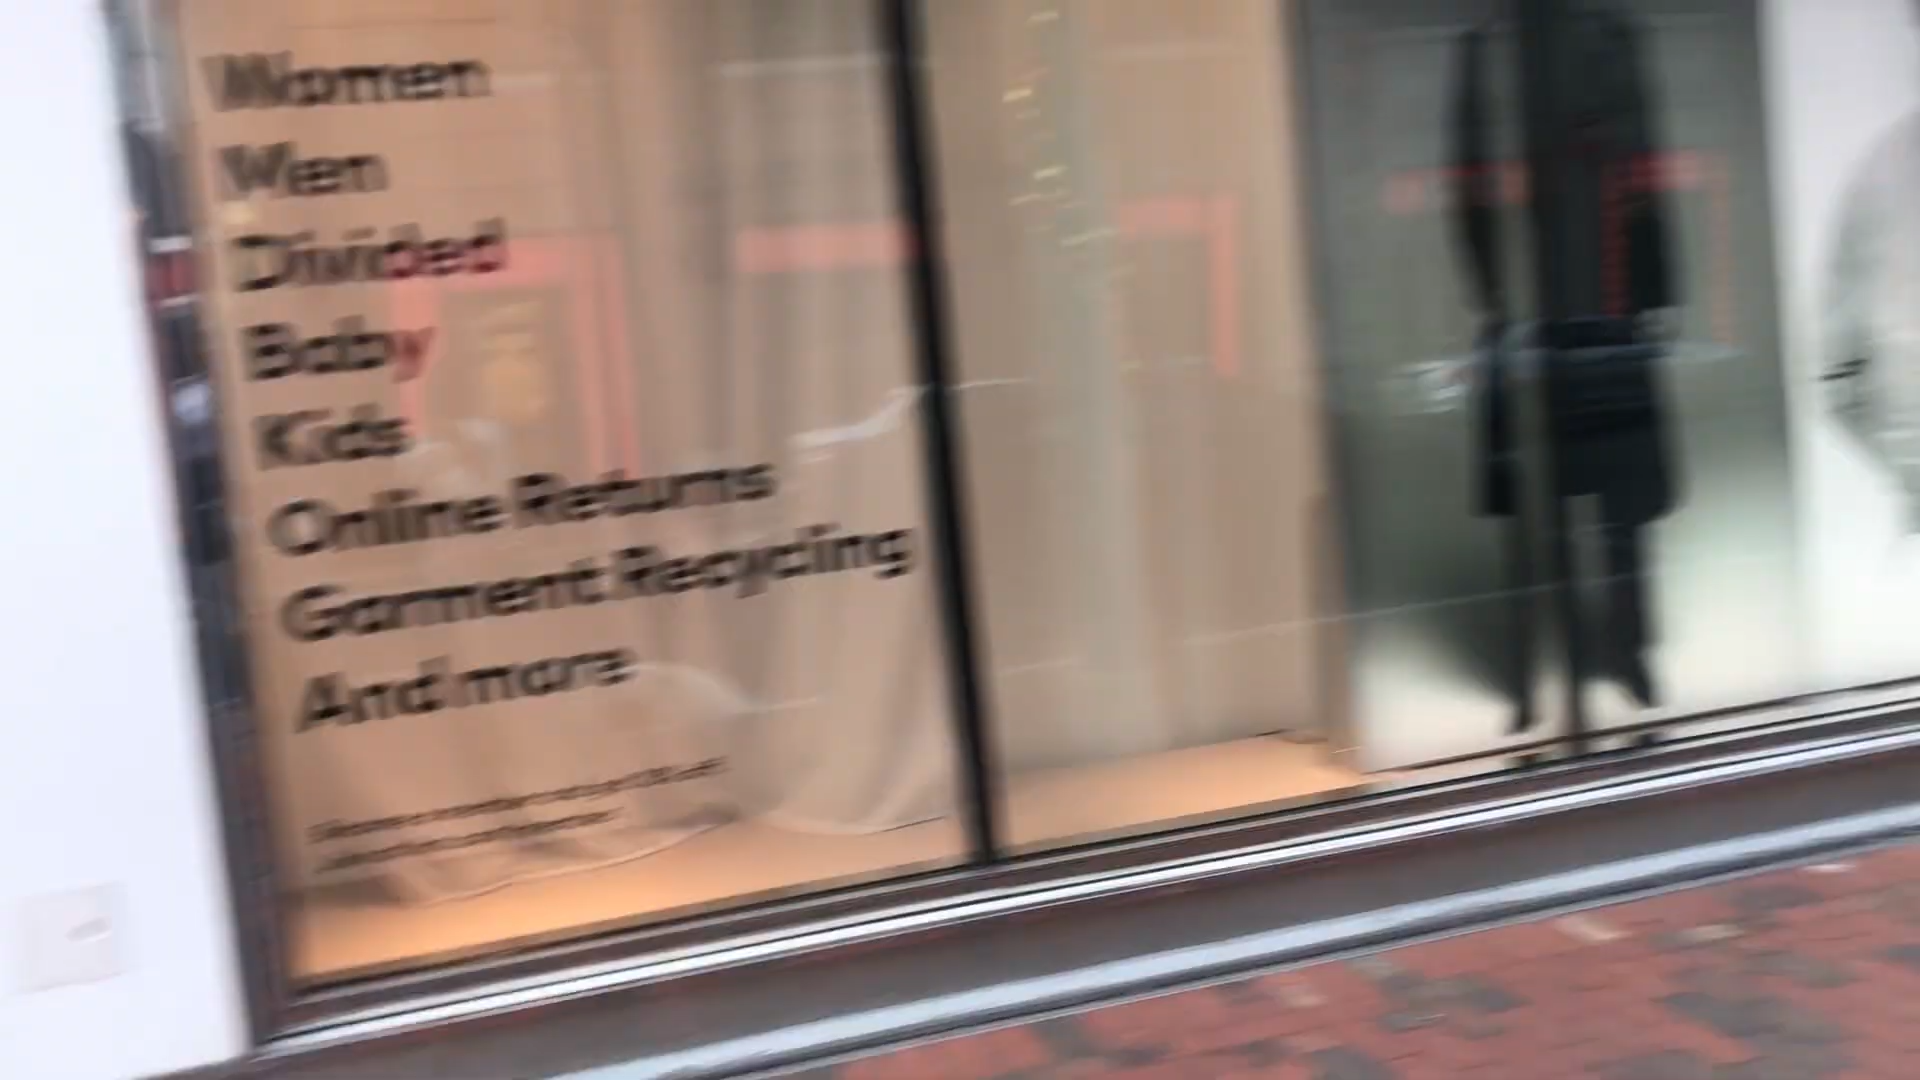 Women
Men
Divided
Baby
Kids
Online Returns
Garment Recycling
And more